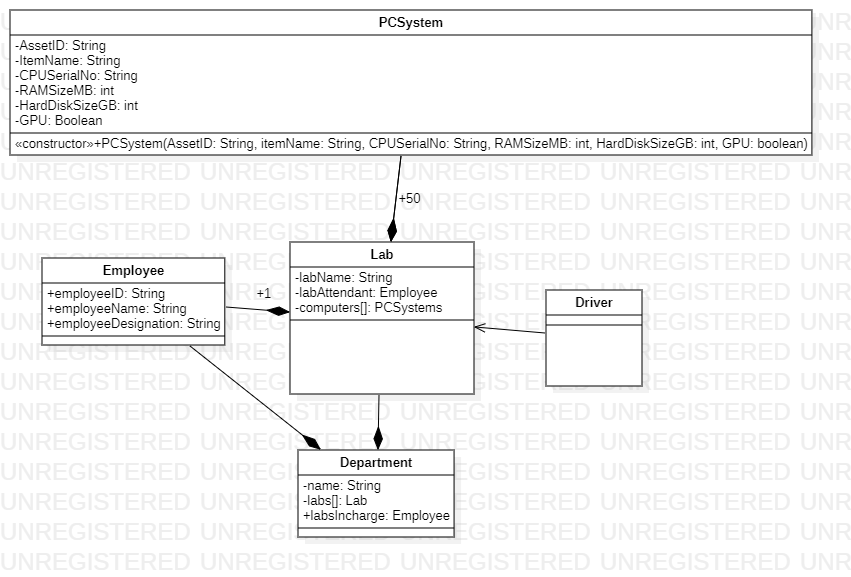 PCSystem
-AssetID: String
-ItemName: String
-CPUSerialNo: String
-RAMSizeMB: int
-HardDiskSizeGB: int
-GPU: Boolean
«constructor»+PCSystem(AssetID: String, itemName: String, CPUSerialNo: String, RAMSizeMB: int, HardDiskSizeGB: int, GPU: boolean)
+50
Lab
-labName: String
-labAttendant: Employee
-computers[]: PCSystems
Employee
+employeeID: String
+employeeName: String
+employeeDesignation: String
+1
Driver
Department
-name: String
-labs[]: Lab
+labsIncharge: Employee
UNREGISTERED UNREGISTERED UNREGISTERED UNREGISTERED UNR